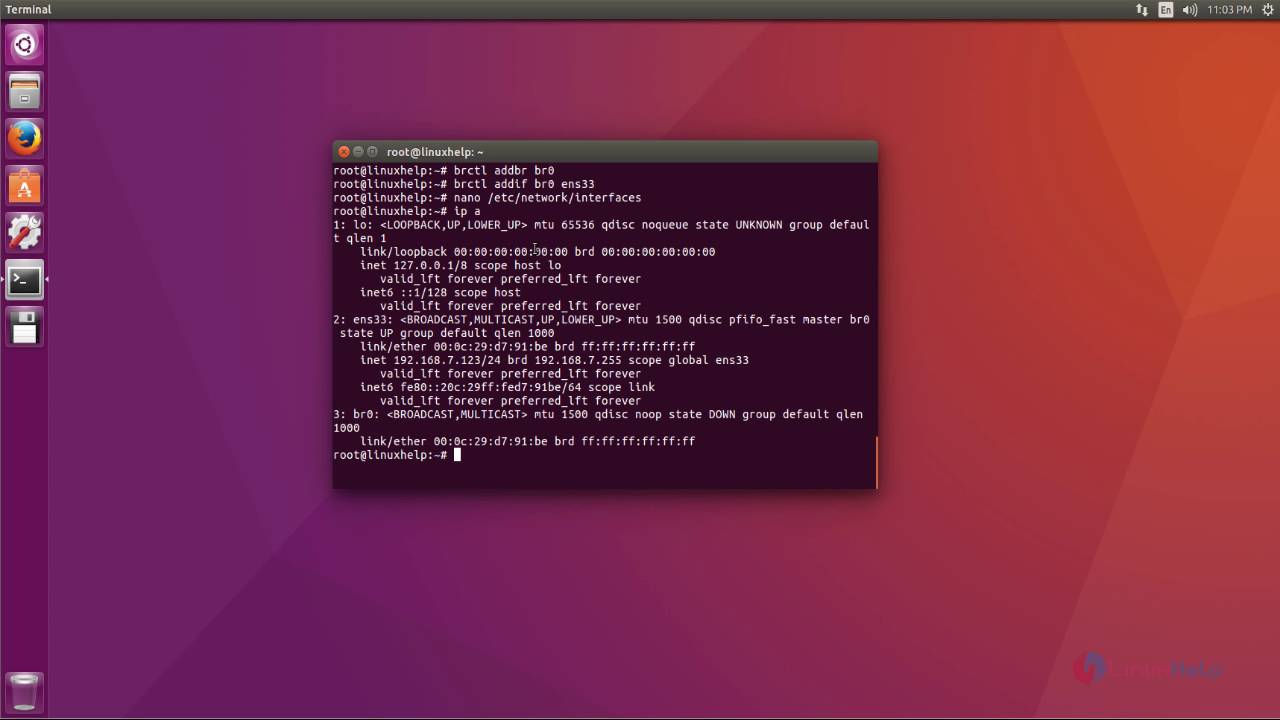 Terminal
En
11:03 PM
root@linuxhelp: ~
root@linuxhelp:~# brctl addbr br0
root@linuxhelp:~# brctl addif br0 ens33
root@linuxhelp:~# nano /etc/network/interfaces
root@linuxhelp:~# ip a
1: lo: <LOOPBACK,UP,LOWER_UP> mtu 65536 qdisc noqueue state UNKNOWN group defaul
t qlen 1
link/loopback 00:00:00:00:00:00 brd 00:00:00:00:00:00
inet 127.0.0.1/8 scope host lo
valid_lft forever preferred_lft forever
inet6 ::1/128 scope host
valid_lft forever preferred_lft forever
2: ens33: <BROADCAST,MULTICAST,UP,LOWER_UP> mtu 1500 qdisc pfifo_fast master br0
state UP group default qlen 1000
link/ether 00:0c:29:d7:91:be brd ff:ff:ff:ff:ff:ff
inet 192.168.7.123/24 brd 192.168.7.255 scope global ens33
valid_lft forever preferred_lft forever
inet6 fe80::20c:29ff:fed7:91be/64 scope link
valid_lft forever preferred_lft forever
3: br0: <BROADCAST,MULTICAST> mtu 1500 qdisc noop state DOWN group default qlen
1000
link/ether 00:0c:29:d7:91:be brd ff:ff:ff:ff:ff:ff
root@linuxhelp:~#